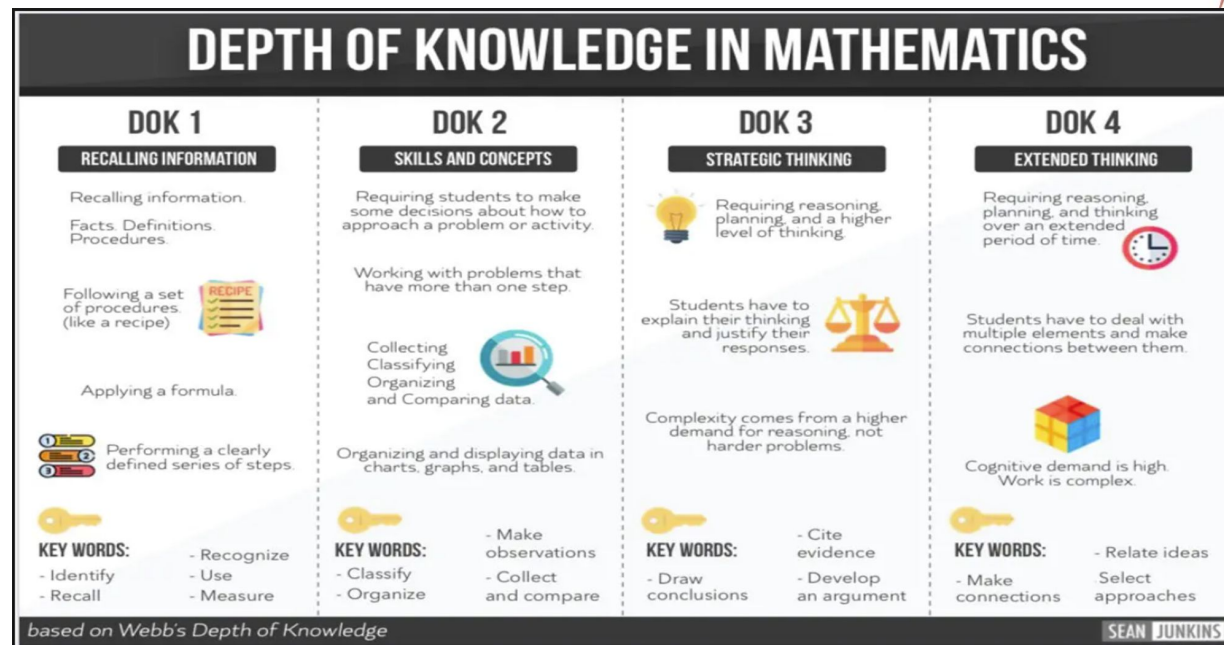 DEPTH OF KNOWLEDGE IN MATHEMATICS
DOK 1
RECALLING INFORMATION
Recalling information.
Facts. Definitions.
Procedures.
Following a set
of procedures.
(like a recipe)
RECIPE
Applying a formula.
1
2
3
Performing a clearly
defined series of steps.
KEY WORDS:
- Identify
- Recall
- Recognize
- Use
- Measure
DOK 2
SKILLS AND CONCEPTS
Requiring students to make
some decisions about how to
approach a problem or activity.
Working with problems that
have more than one step.
Collecting
Classifying
Organizing
and Comparing data.
Organizing and displaying data in
charts, graphs, and tables.
KEY WORDS:
- Classify
- Organize
- Make
observations
- Collect
and compare
DOK 3
STRATEGIC THINKING
Requiring reasoning,
planning, and a higher
level of thinking.
Students have to
explain their thinking
and justify their
responses.
Complexity comes from a higher
demand for reasoning, not
harder problems.
KEY WORDS:
- Draw
conclusions
- Cite
evidence
- Develop
an argument
DOK 4
EXTENDED THINKING
Requiring reasoning,
planning, and thinking
over an extended
period of time.
Students have to deal with
multiple elements and make
connections between them.
Cognitive demand is high.
Work is complex.
KEY WORDS:
- Make
connections
- Relate ideas
Select
approaches
based on Webb's Depth of Knowledge
SEAN JUNKINS